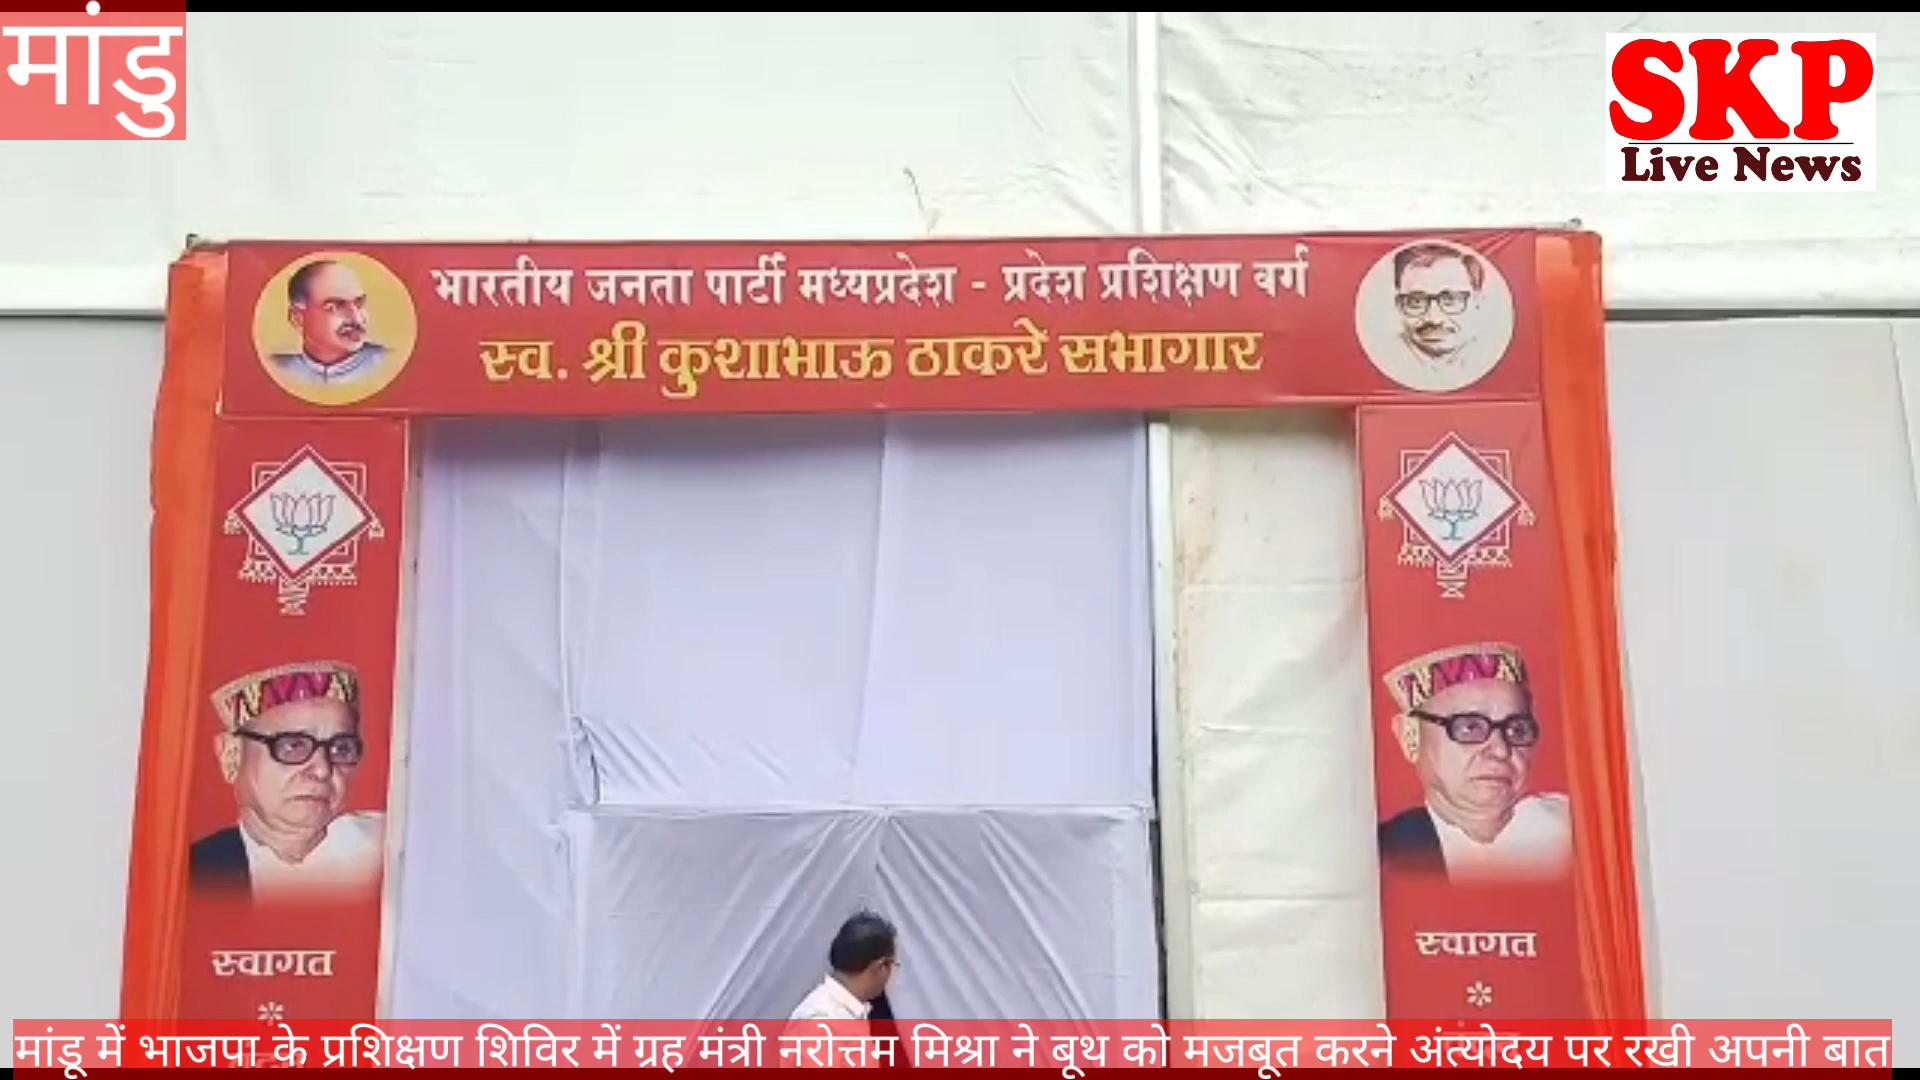 मांडु
SKP
Live News
भारतीय जनता पार्टी मध्यप्रदेश - प्रदेश प्रशिक्षण वर्ग
स्व. श्री कुशाभाऊ ठाकरे सभागार
स्वागत
स्वागत
मांडू में भाजपा के प्रशिक्षण शिविर में ग्रह मंत्री नरोत्तम मिश्रा ने बूथ को मजबूत करने अंत्योदय पर रखी अपनी बात